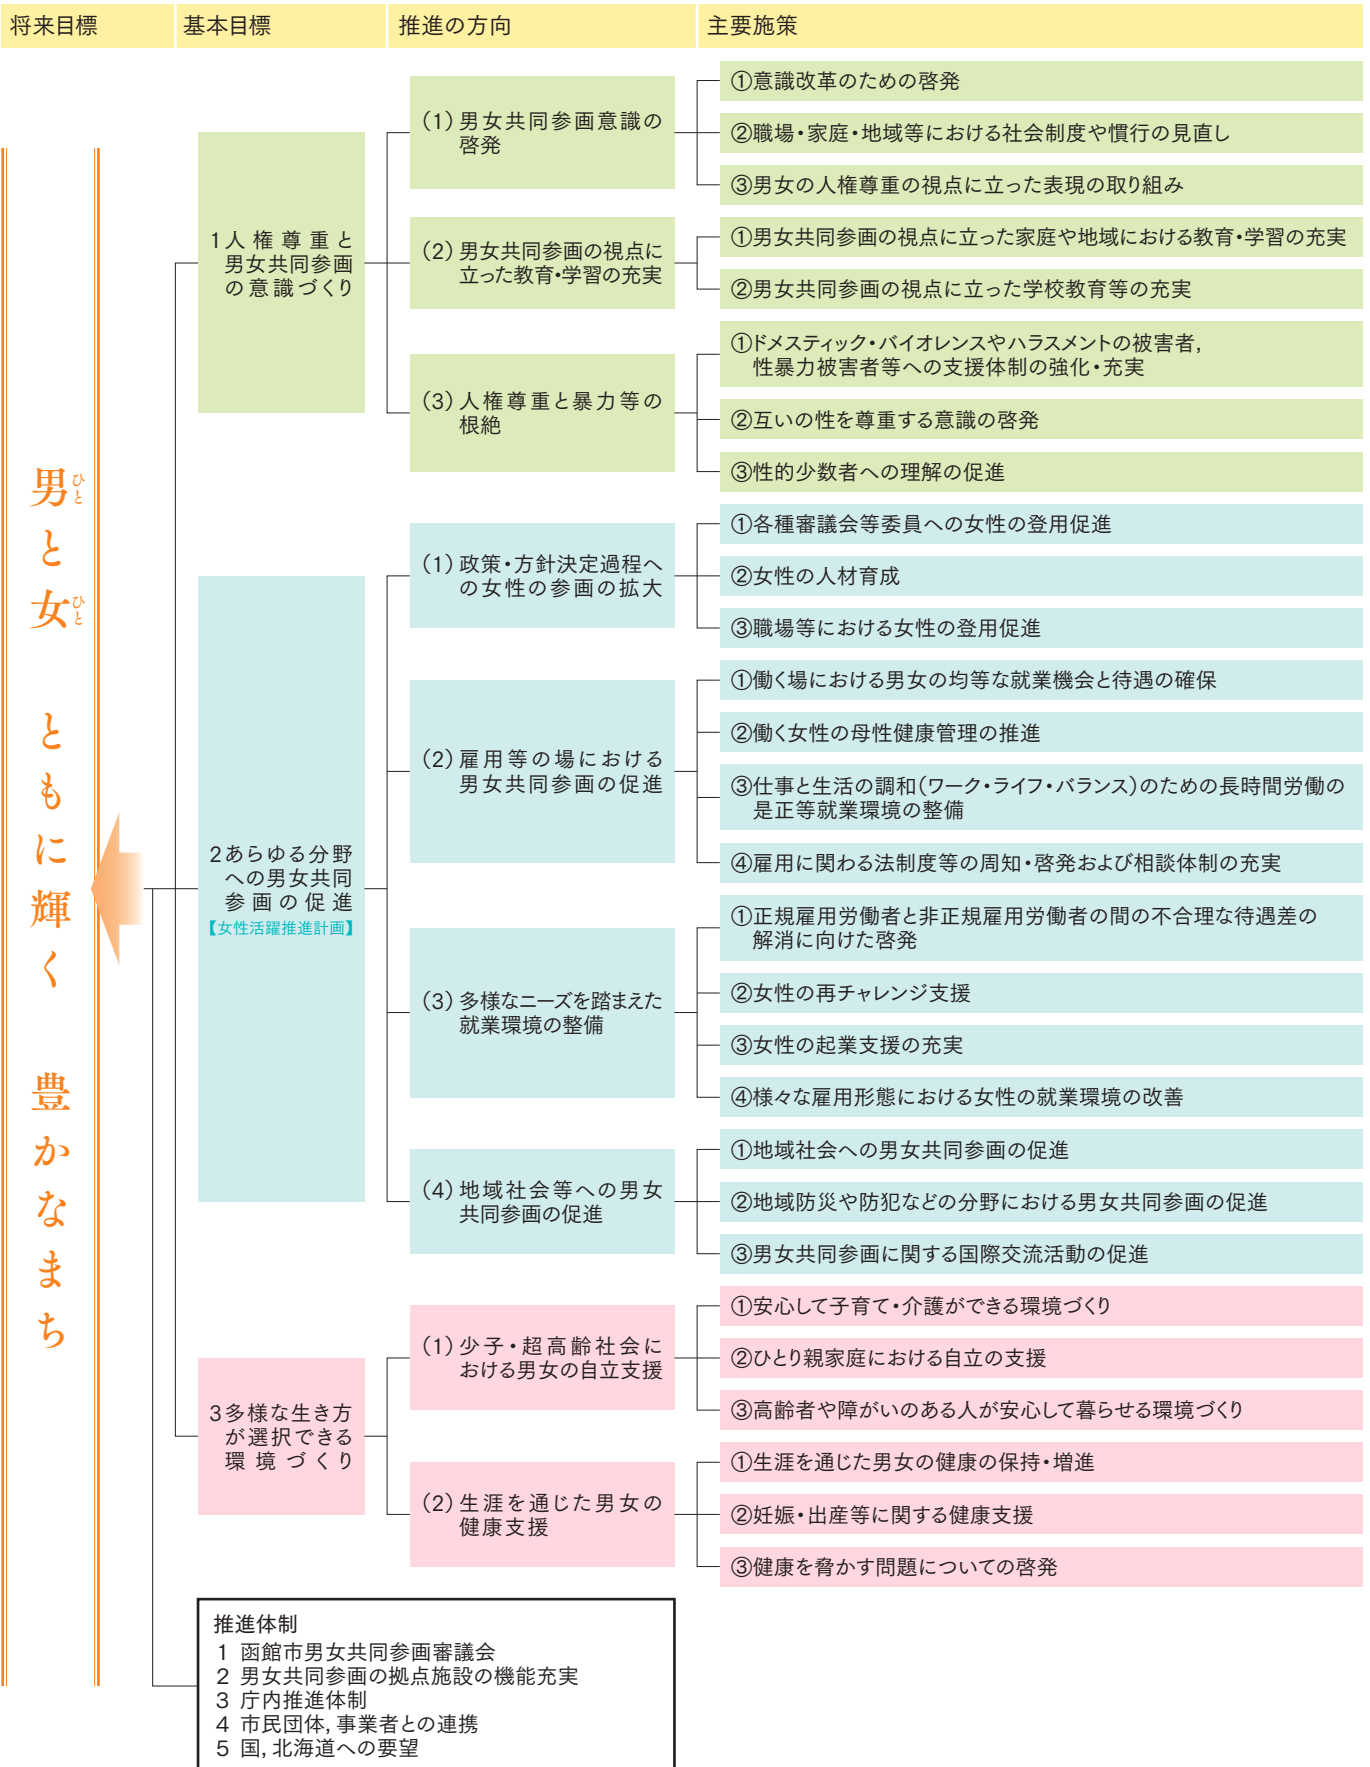 将来目標
基本目標
推進の方向
主要施策
男と女 ともに輝く 豊かなまち
ひと
ひと
1人権尊重と
男女共同参画
の意識づくり
(1)男女共同参画意識の
啓発
①意識改革のための啓発
②職場・家庭・地域等における社会制度や慣行の見直し
③男女の人権尊重の視点に立った表現の取り組み
(2)男女共同参画の視点に
立った教育・学習の充実
①男女共同参画の視点に立った家庭や地域における教育・学習の充実
②男女共同参画の視点に立った学校教育等の充実
(3)人権尊重と暴力等の
根絶
①ドメスティック・バイオレンスやハラスメントの被害者,
性暴力被害者等への支援体制の強化・充実
②互いの性を尊重する意識の啓発
③性的少数者への理解の促進
2あらゆる分野
への男女共同
参画の促進
【女性活躍推進計画】
(1)政策・方針決定過程へ
の女性の参画の拡大
①各種審議会等委員への女性の登用促進
②女性の人材育成
③職場等における女性の登用促進
(2)雇用等の場における
男女共同参画の促進
①働く場における男女の均等な就業機会と待遇の確保
②働く女性の母性健康管理の推進
③仕事と生活の調和(ワーク・ライフ・バランス)のための長時間労働の
是正等就業環境の整備
④雇用に関わる法制度等の周知・啓発および相談体制の充実
(3)多様なニーズを踏まえた
就業環境の整備
①正規雇用労働者と非正規雇用労働者の間の不合理な待遇差の
解消に向けた啓発
②女性の再チャレンジ支援
③女性の起業支援の充実
④様々な雇用形態における女性の就業環境の改善
(4)地域社会等への男女
共同参画の促進
①地域社会への男女共同参画の促進
②地域防災や防犯などの分野における男女共同参画の促進
③男女共同参画に関する国際交流活動の促進
3多様な生き方
が選択できる
環境づくり
(1)少子・超高齢社会に
おける男女の自立支援
①安心して子育て・介護ができる環境づくり
②ひとり親家庭における自立の支援
③高齢者や障がいのある人が安心して暮らせる環境づくり
(2)生涯を通じた男女の
健康支援
①生涯を通じた男女の健康の保持・増進
②妊娠・出産等に関する健康支援
③健康を脅かす問題についての啓発
推進体制
1 函館市男女共同参画審議会
2 男女共同参画の拠点施設の機能充実
3 庁内推進体制
4 市民団体,事業者との連携
5 国,北海道への要望